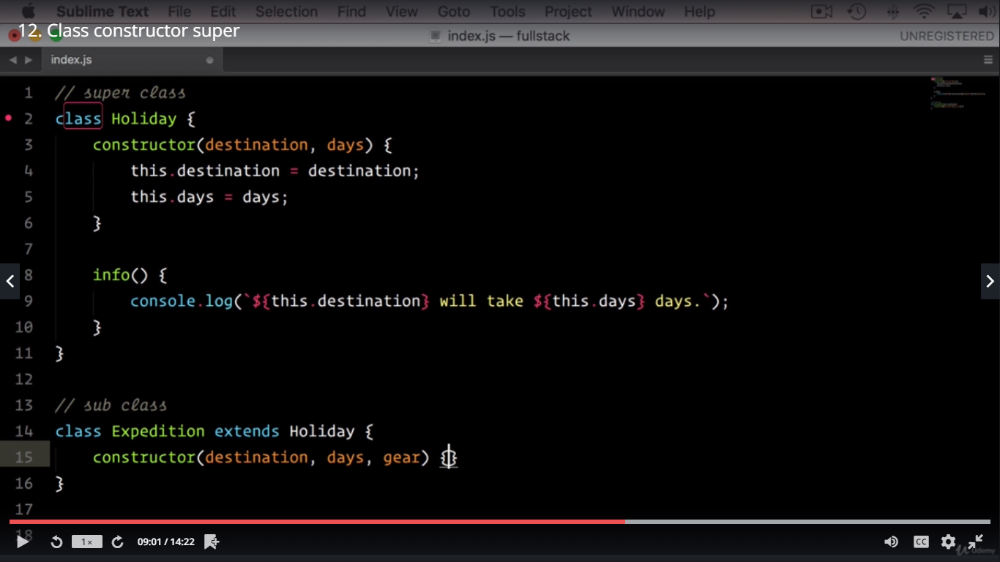 Sublime Text File Edit Selection Find View Goto Tools Project Window Help
12. Class constructor super
index.js — fullstack
UNREGISTERED
index.js
1 // super class
2 class Holiday {
3 constructor(destination, days) {
4 this.destination = destination;
5 this.days = days;
6 }
7
8 info() {
9 console.log(`${this.destination} will take ${this.days} days.`);
10 }
11 }
12
13 // sub class
14 class Expedition extends Holiday {
15 constructor(destination, days, gear) {}
16 }
17
18
1× 09:01 / 14:22 CC
Udemy